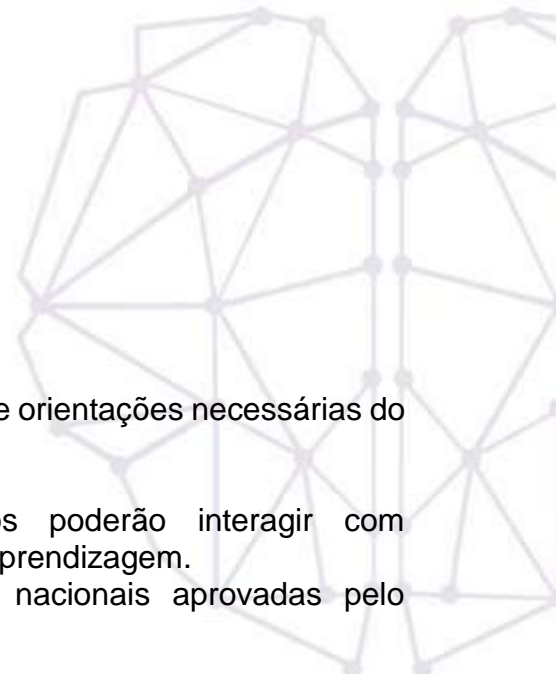 e orientações necessárias do
poderão interagir com
prendizagem.
nacionais aprovadas pelo